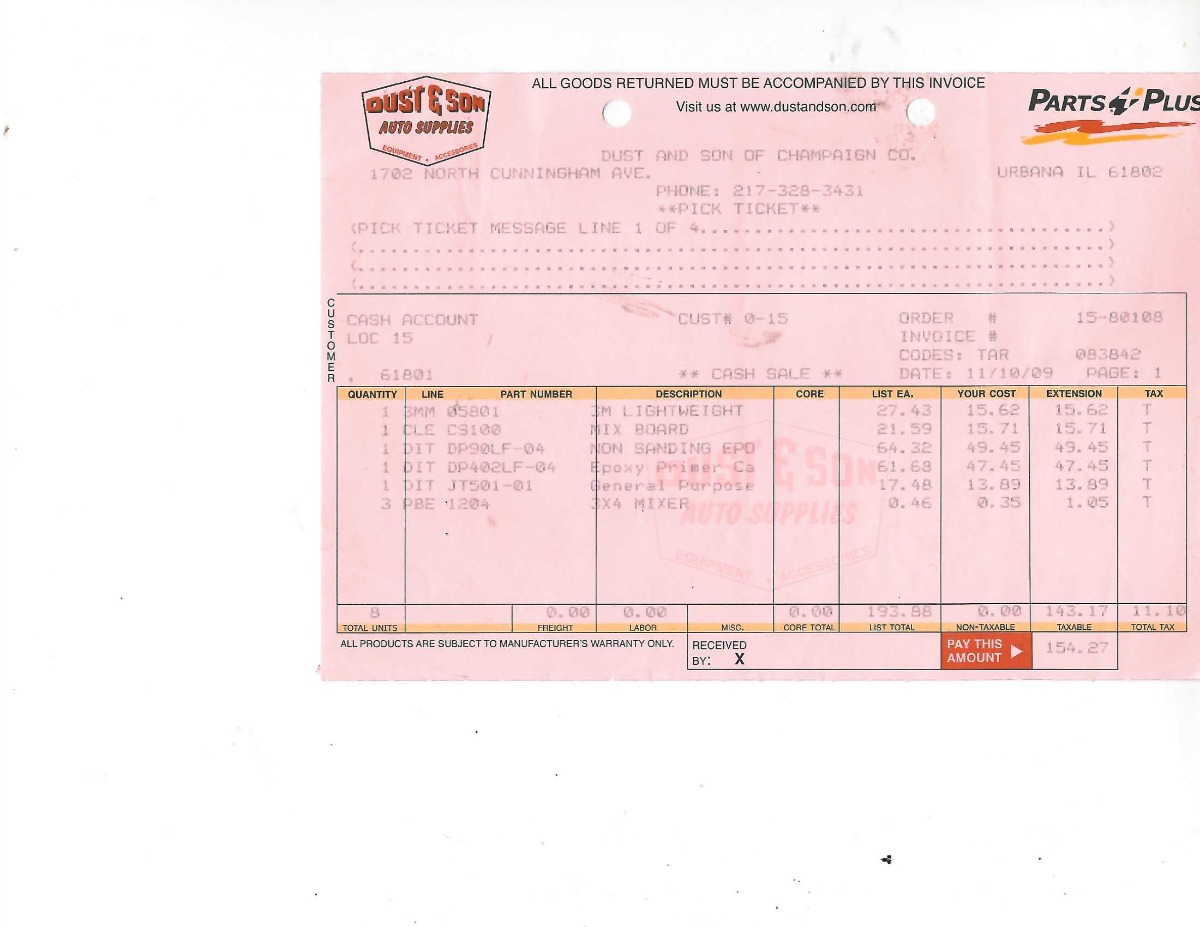 ALL GOODS RETURNED MUST BE ACCOMPANIED BY THIS INVOICE
Visit us at www.dustandson.com
DUST & SON
AUTO SUPPLIES
EQUIPMENT • ACCESSORIES
PARTS PLUS
DUST AND SON OF CHAMPAIGN CO.
1702 NORTH CUNNINGHAM AVE. URBANA IL 61802
PHONE: 217-328-3431
**PICK TICKET**
(PICK TICKET MESSAGE LINE 1 OF 4..........................................)
(...........................................................................)
(...........................................................................)
(...........................................................................)
CUSTOMER
CASH ACCOUNT CUST# 0-15 ORDER # 15-80108
LOC 15 INVOICE #
CODES: TAR 083842
, 61801 ** CASH SALE ** DATE: 11/10/09 PAGE: 1
QUANTITY LINE PART NUMBER DESCRIPTION CORE LIST EA. YOUR COST EXTENSION TAX
1 3MM 05801 3M LIGHTWEIGHT 27.43 15.62 15.62 T
1 CLE CS100 MIX BOARD 21.59 15.71 15.71 T
1 DIT DP90LF-04 NON SANDING EPO 64.32 49.45 49.45 T
1 DIT DP402LF-04 Epoxy Primer Ca 61.68 47.45 47.45 T
1 DIT JT501-01 General Purpose 17.48 13.89 13.89 T
3 PBE 1204 3X4 MIXER 0.46 0.35 1.05 T
DUST & SON
AUTO SUPPLIES
EQUIPMENT • ACCESSORIES
8 0.00 0.00 0.00 193.88 0.00 143.17 11.10
TOTAL UNITS FREIGHT LABOR MISC. CORE TOTAL LIST TOTAL NON-TAXABLE TAXABLE TOTAL TAX
ALL PRODUCTS ARE SUBJECT TO MANUFACTURER'S WARRANTY ONLY. RECEIVED BY: X PAY THIS AMOUNT 154.27